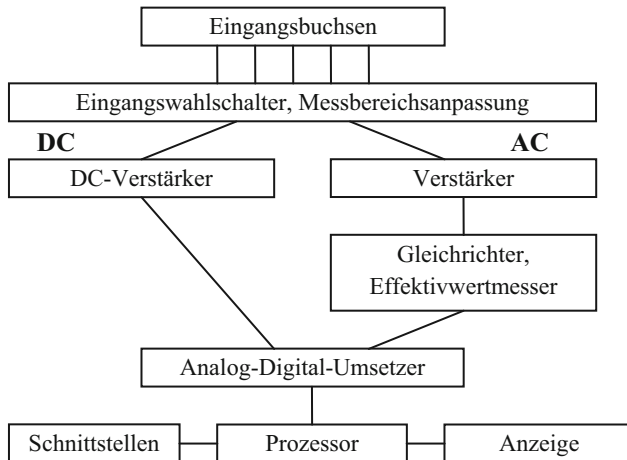 Eingangsbuchsen
Eingangswahlschalter, Messbereichsanpassung
DC
AC
DC-Verstärker
Verstärker
Gleichrichter,
Effektivwertmesser
Analog-Digital-Umsetzer
Schnittstellen
Prozessor
Anzeige